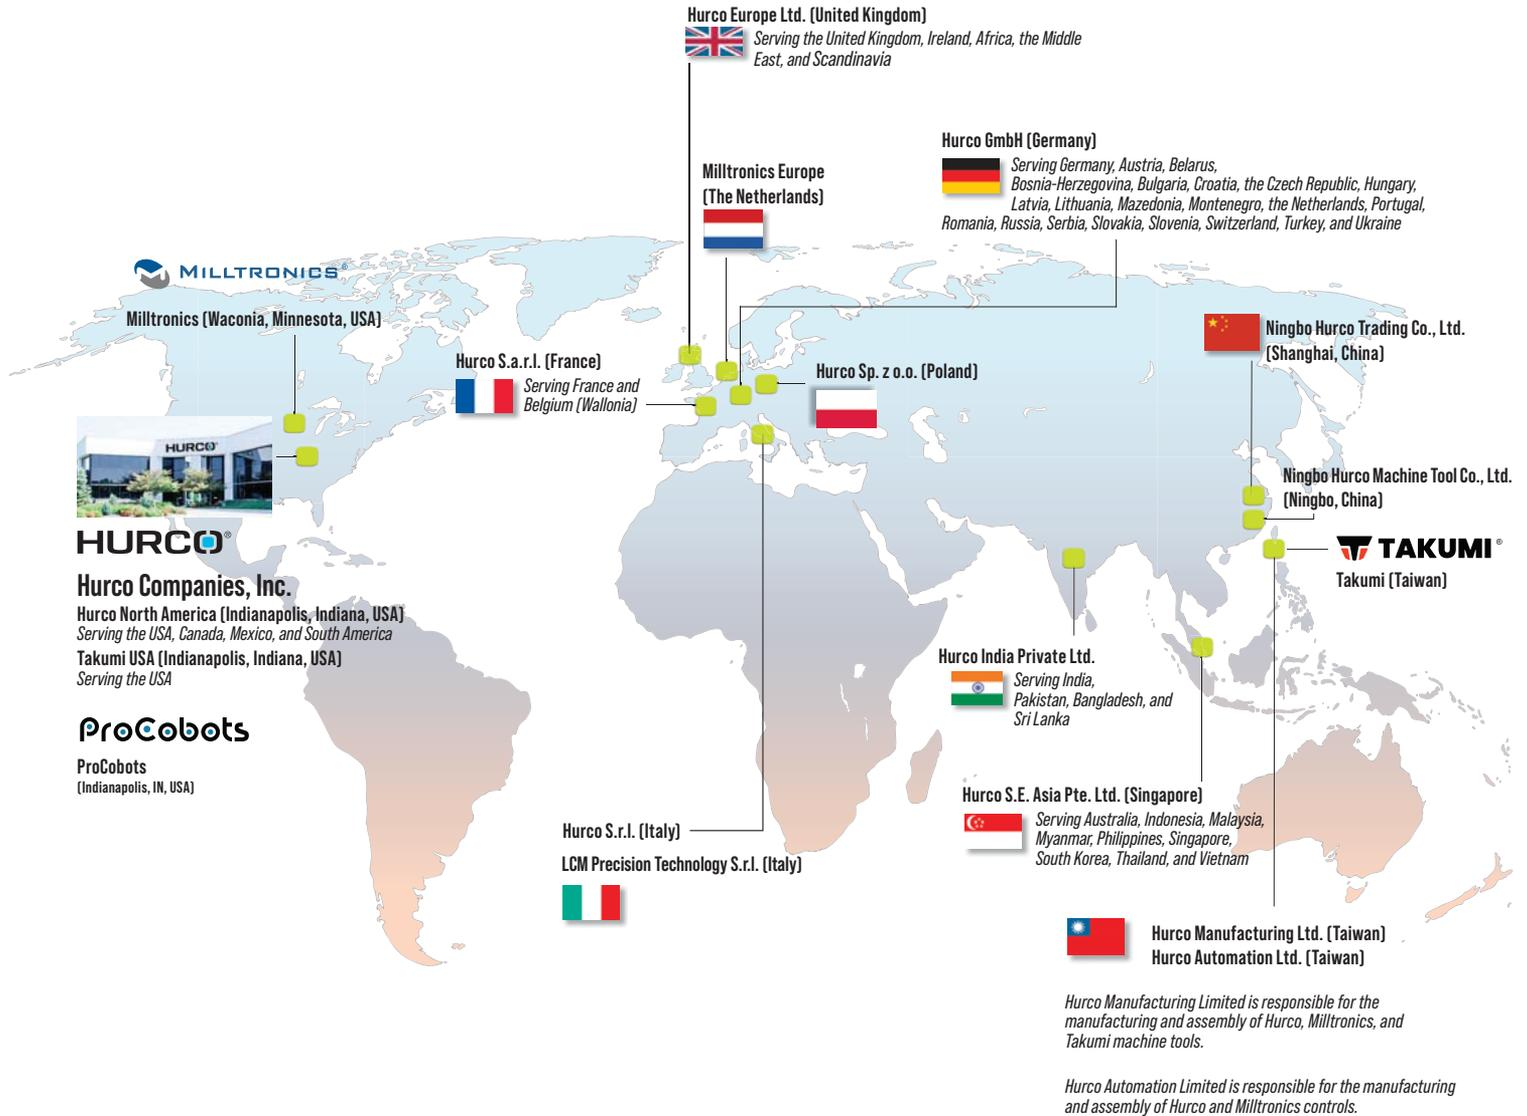 Hurco Europe Ltd. (United Kingdom)
Serving the United Kingdom, Ireland, Africa, the Middle
East, and Scandinavia
Hurco GmbH (Germany)
Serving Germany, Austria, Belarus,
Bosnia-Herzegovina, Bulgaria, Croatia, the Czech Republic, Hungary,
Latvia, Lithuania, Mazedonia, Montenegro, the Netherlands, Portugal,
Romania, Russia, Serbia, Slovakia, Slovenia, Switzerland, Turkey, and Ukraine
Milltronics Europe
(The Netherlands)
MILLTRONICS®
Milltronics (Waconia, Minnesota, USA)
Hurco S.a.r.l. (France)
Serving France and
Belgium (Wallonia)
Hurco Sp. z o.o. (Poland)
Ningbo Hurco Trading Co., Ltd.
(Shanghai, China)
HURCO
Ningbo Hurco Machine Tool Co., Ltd.
(Ningbo, China)
HURCO®
TAKUMI®
Takumi (Taiwan)
Hurco Companies, Inc.
Hurco North America (Indianapolis, Indiana, USA)
Serving the USA, Canada, Mexico, and South America
Takumi USA (Indianapolis, Indiana, USA)
Serving the USA
ProCobots
ProCobots
(Indianapolis, IN, USA)
Hurco India Private Ltd.
Serving India,
Pakistan, Bangladesh, and
Sri Lanka
Hurco S.E. Asia Pte. Ltd. (Singapore)
Serving Australia, Indonesia, Malaysia,
Myanmar, Philippines, Singapore,
South Korea, Thailand, and Vietnam
Hurco S.r.l. (Italy)
LCM Precision Technology S.r.l. (Italy)
Hurco Manufacturing Ltd. (Taiwan)
Hurco Automation Ltd. (Taiwan)
Hurco Manufacturing Limited is responsible for the
manufacturing and assembly of Hurco, Milltronics, and
Takumi machine tools.
Hurco Automation Limited is responsible for the manufacturing
and assembly of Hurco and Milltronics controls.